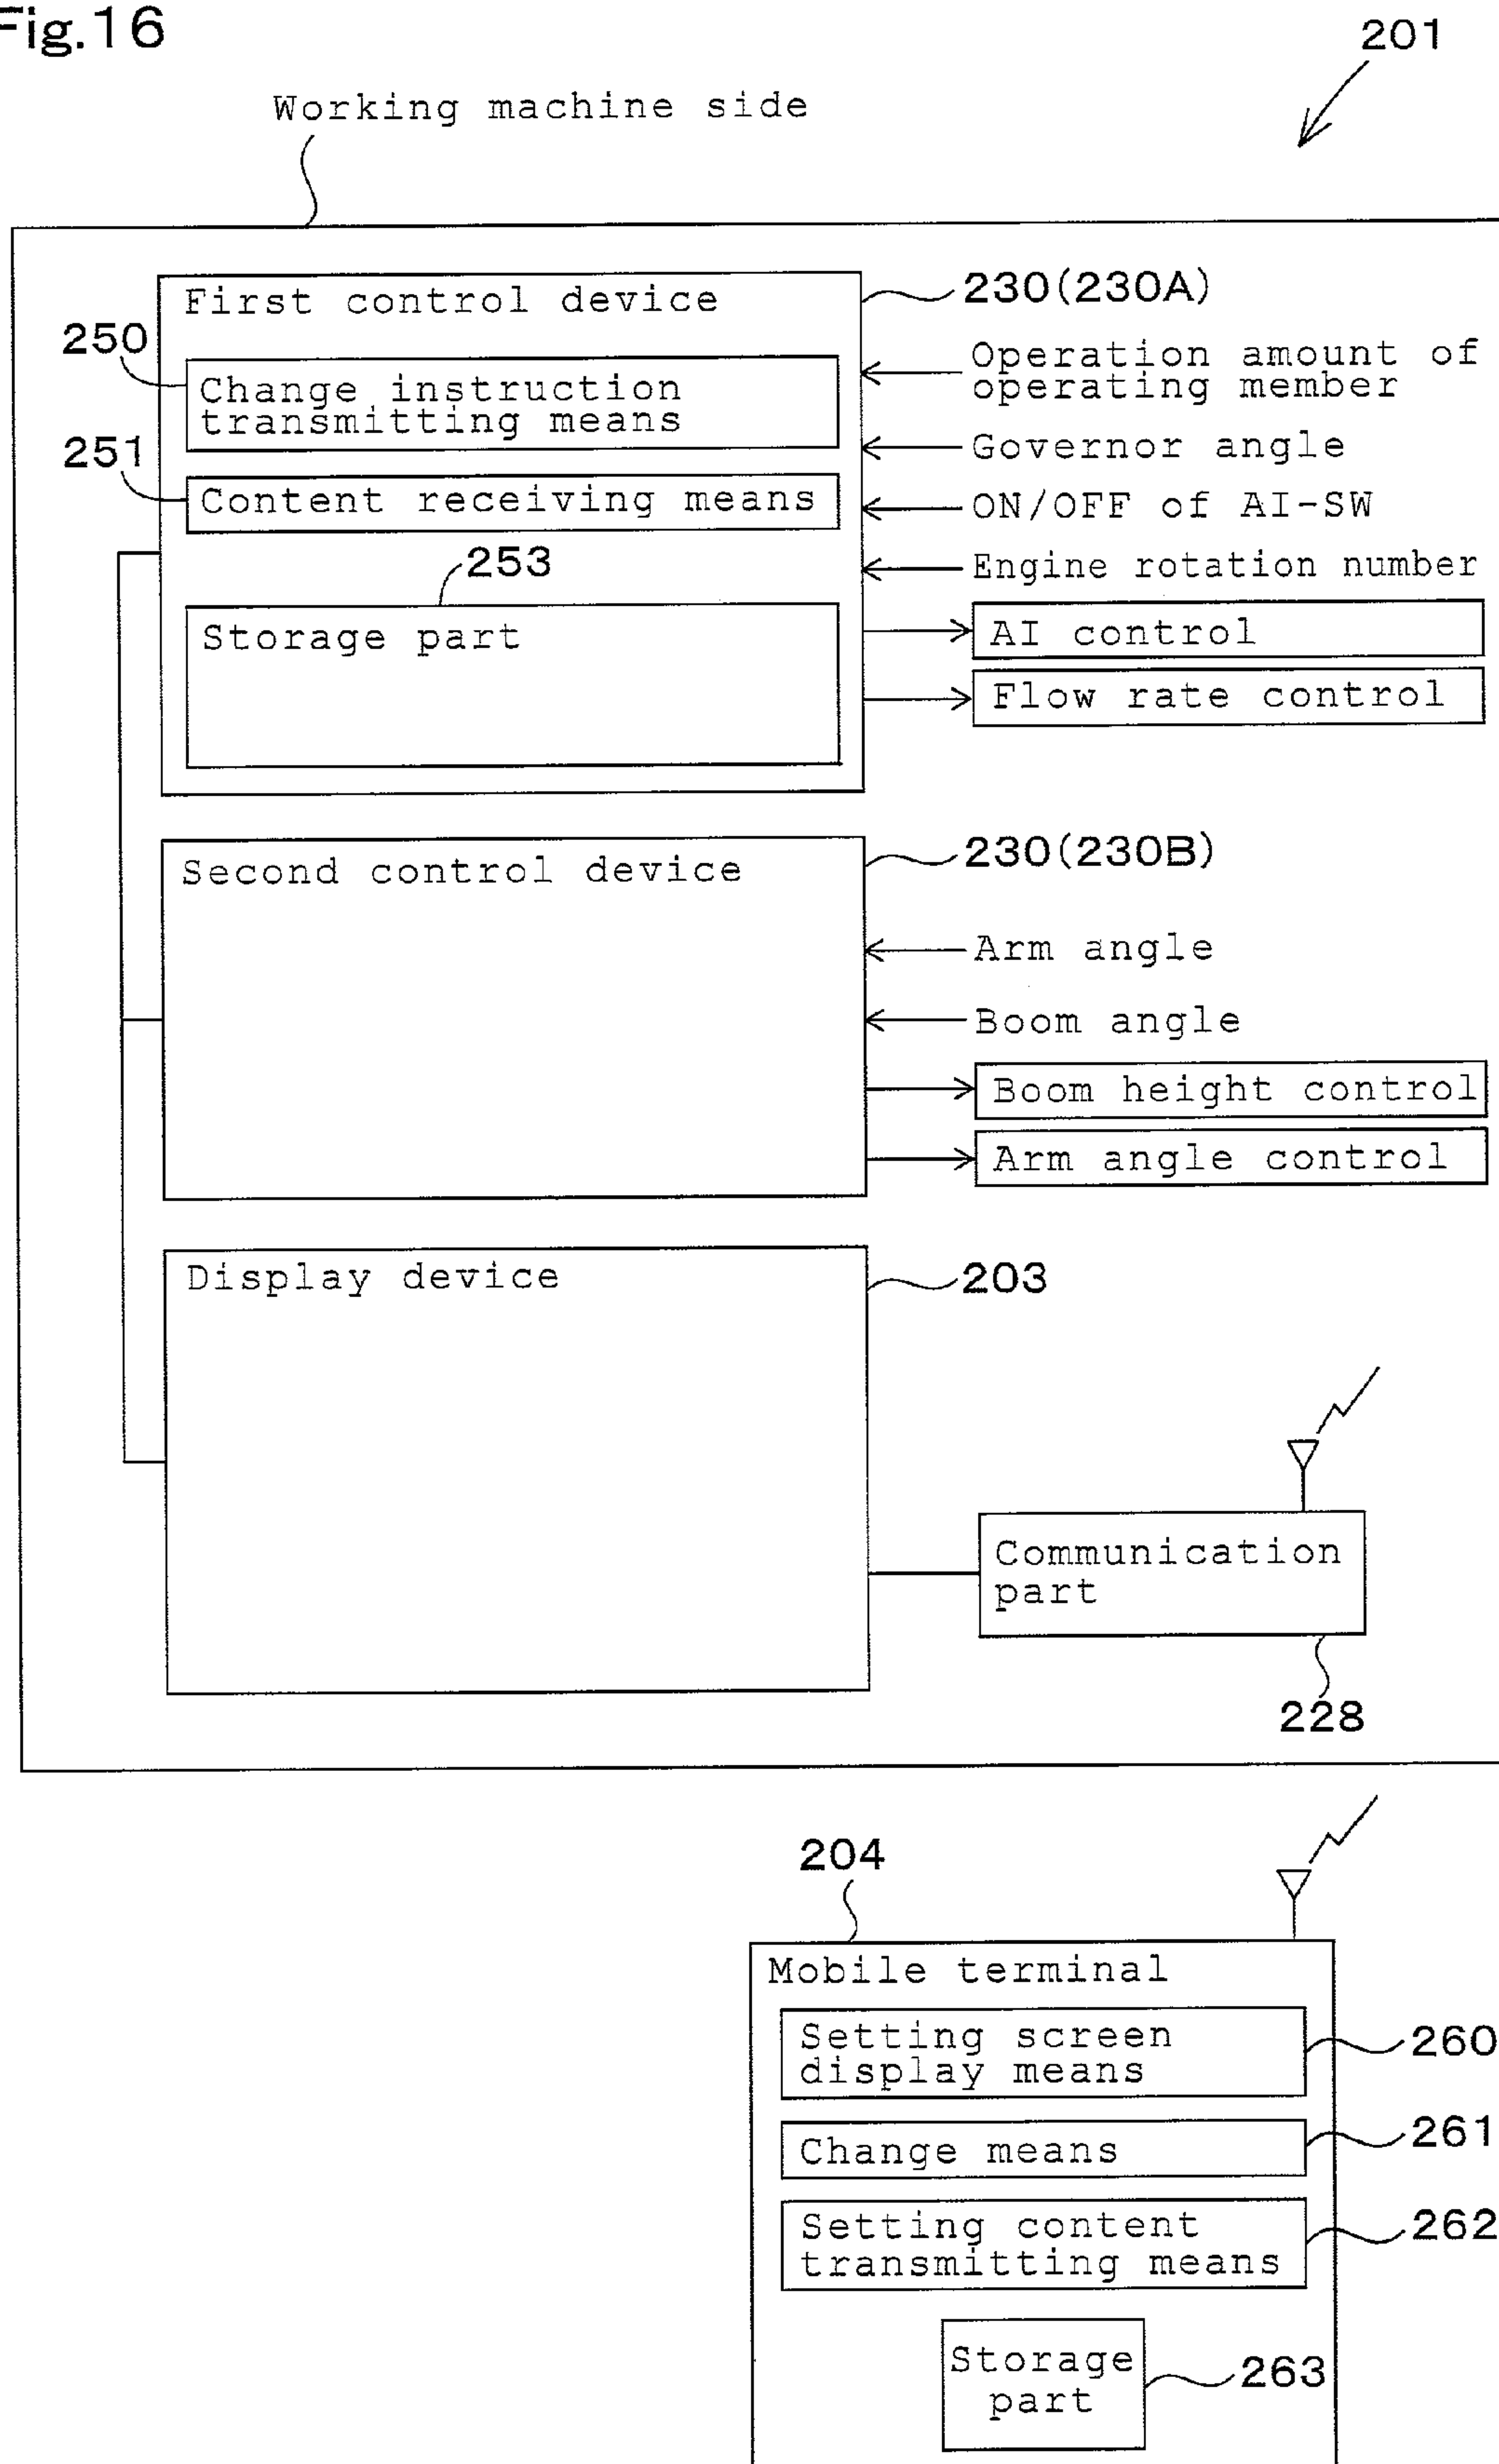 Fig.16
201
Working machine side
First control device
230(230A)
250
Change instruction
transmitting means
Operation amount of
operating member
251
Content receiving means
Governor angle
ON/OFF of AI-SW
253
Engine rotation number
Storage part
AI control
Flow rate control
Second control device
230(230B)
Arm angle
Boom angle
Boom height control
Arm angle control
Display device
203
Communication
part
228
204
Mobile terminal
Setting screen
display means
260
Change means
261
Setting content
transmitting means
262
Storage
part
263